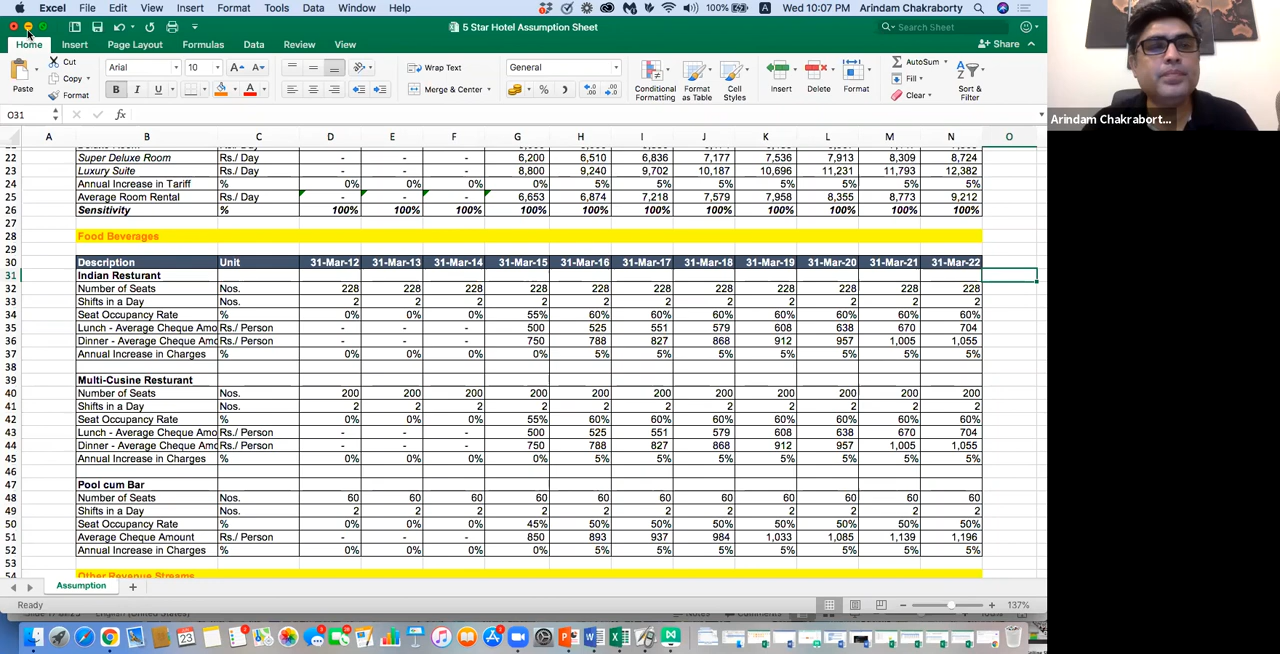 Excel File Edit View Insert Format Tools Data Window Help 100% A Wed 10:07 PM Arindam Chakraborty
5 Star Hotel Assumption Sheet
Search Sheet
Home Insert Page Layout Formulas Data Review View
Share
Paste
Cut
Copy
Format
Arial 10
B I U
Wrap Text
Merge & Center
General
Conditional Formatting
Format as Table
Cell Styles
Insert
Delete
Format
AutoSum
Fill
Clear
Sort & Filter
O31 fx
A B C D E F G H I J K L M N O
22 Super Deluxe Room Rs./ Day - - - 6,200 6,510 6,836 7,177 7,536 7,913 8,309 8,724
23 Luxury Suite Rs./ Day - - - 8,800 9,240 9,702 10,187 10,696 11,231 11,793 12,382
24 Annual Increase in Tariff % 0% 0% 0% 0% 5% 5% 5% 5% 5% 5% 5%
25 Average Room Rental Rs./ Day - - - 6,653 6,874 7,218 7,579 7,958 8,355 8,773 9,212
26 Sensitivity % 100% 100% 100% 100% 100% 100% 100% 100% 100% 100% 100%
27
28 Food Beverages
29
30 Description Unit 31-Mar-12 31-Mar-13 31-Mar-14 31-Mar-15 31-Mar-16 31-Mar-17 31-Mar-18 31-Mar-19 31-Mar-20 31-Mar-21 31-Mar-22
31 Indian Resturant
32 Number of Seats Nos. 228 228 228 228 228 228 228 228 228 228 228
33 Shifts in a Day Nos. 2 2 2 2 2 2 2 2 2 2 2
34 Seat Occupancy Rate % 0% 0% 0% 55% 60% 60% 60% 60% 60% 60% 60%
35 Lunch - Average Cheque Amo Rs./ Person - - - 500 525 551 579 608 638 670 704
36 Dinner - Average Cheque Amo Rs./ Person - - - 750 788 827 868 912 957 1,005 1,055
37 Annual Increase in Charges % 0% 0% 0% 0% 5% 5% 5% 5% 5% 5% 5%
38
39 Multi-Cusine Resturant
40 Number of Seats Nos. 200 200 200 200 200 200 200 200 200 200 200
41 Shifts in a Day Nos. 2 2 2 2 2 2 2 2 2 2 2
42 Seat Occupancy Rate % 0% 0% 0% 55% 60% 60% 60% 60% 60% 60% 60%
43 Lunch - Average Cheque Amo Rs./ Person - - - 500 525 551 579 608 638 670 704
44 Dinner - Average Cheque Amo Rs./ Person - - - 750 788 827 868 912 957 1,005 1,055
45 Annual Increase in Charges % 0% 0% 0% 0% 5% 5% 5% 5% 5% 5% 5%
46
47 Pool cum Bar
48 Number of Seats Nos. 60 60 60 60 60 60 60 60 60 60 60
49 Shifts in a Day Nos. 2 2 2 2 2 2 2 2 2 2 2
50 Seat Occupancy Rate % 0% 0% 0% 45% 50% 50% 50% 50% 50% 50% 50%
51 Average Cheque Amount Rs./ Person - - - 850 893 937 984 1,033 1,085 1,139 1,196
52 Annual Increase in Charges % 0% 0% 0% 0% 5% 5% 5% 5% 5% 5% 5%
53
54 Other Revenue Streams
Assumption
Ready 137%
Arindam Chakrabort...